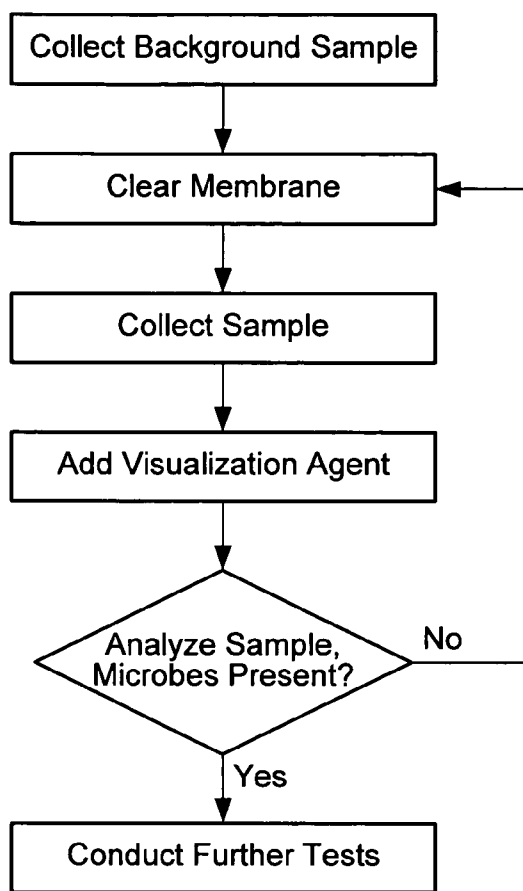 Collect Background Sample
Clear Membrane
Collect Sample
Add Visualization Agent
Analyze Sample,
Microbes Present?
No
Yes
Conduct Further Tests